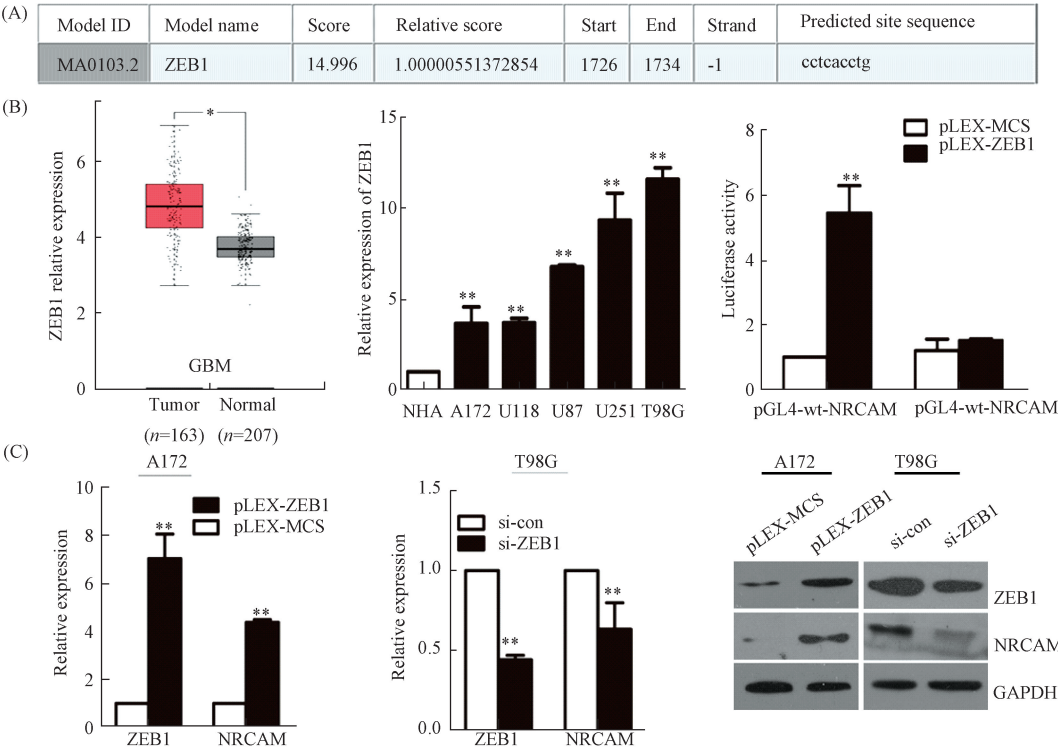 (A)
Model ID Model name Score Relative score Start End Strand Predicted site sequence
MA0103.2 ZEB1 14.996 1.00000551372854 1726 1734 -1 cctcacctg
(B)
ZEB1 relative expression
6
4
2
0
*
GBM
Tumor Normal
(n=163) (n=207)
Relative expression of ZEB1
15
10
5
0
** ** ** ** **
NHA A172 U118 U87 U251 T98G
Luciferase activity
8
6
4
2
0
pLEX-MCS
pLEX-ZEB1
**
pGL4-wt-NRCAM pGL4-wt-NRCAM
(C)
A172
Relative expression
10
8
6
4
2
0
pLEX-ZEB1
pLEX-MCS
** **
ZEB1 NRCAM
T98G
Relative expression
1.5
1.0
0.5
0.0
si-con
si-ZEB1
** **
ZEB1 NRCAM
A172 T98G
pLEX-MCS pLEX-ZEB1 si-con si-ZEB1
ZEB1
NRCAM
GAPDH